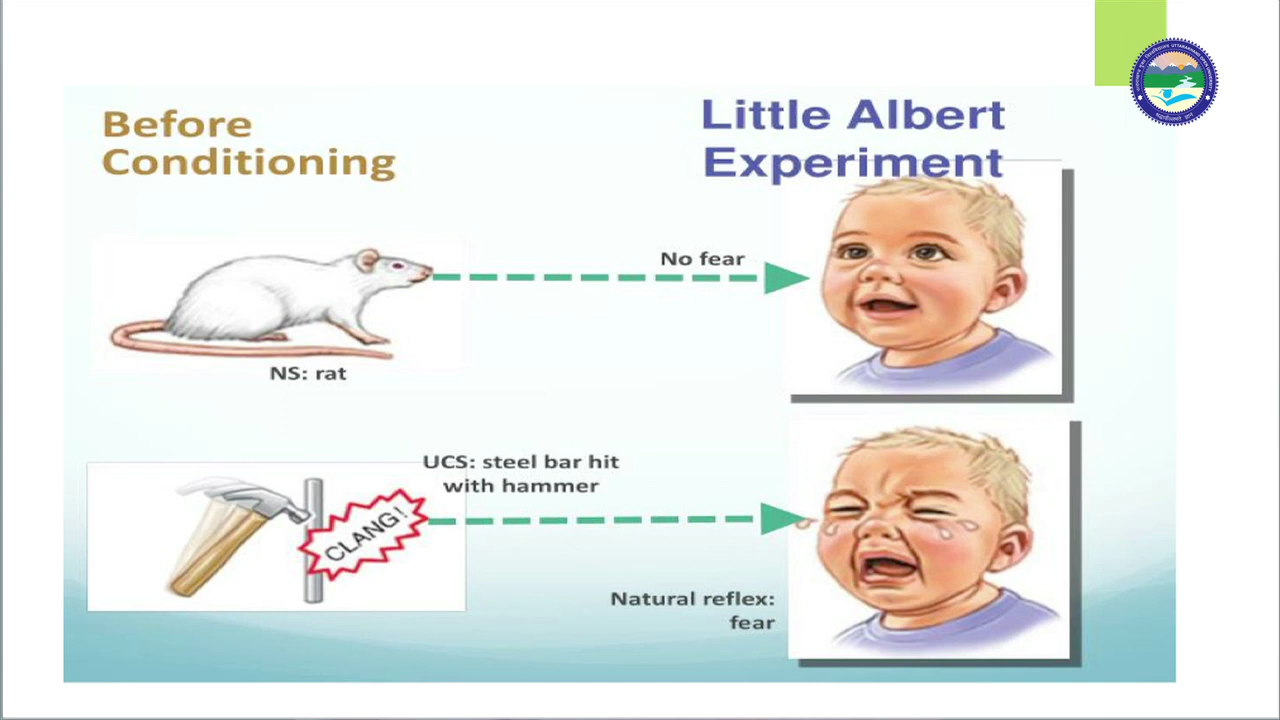 Before
Conditioning
Little Albert
Experiment
No fear
NS: rat
UCS: steel bar hit
with hammer
CLANG!
Natural reflex:
fear